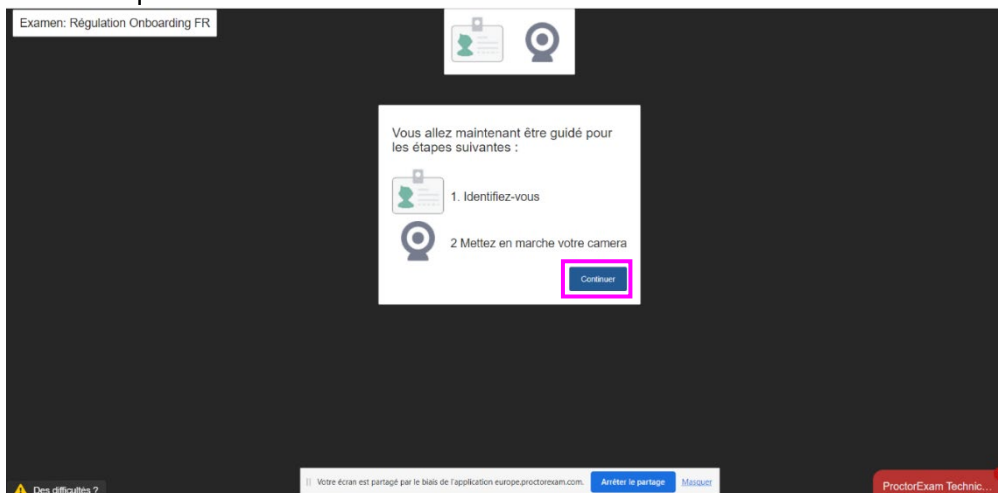 Examen: Régulation Onboarding FR
Vous allez maintenant être guidé pour
les étapes suivantes :
1. Identifiez-vous
2 Mettez en marche votre camera
Continuer
Des difficultés ?
Votre écran est partagé par le biais de l'application europe.proctorexam.com.
Arrêter le partage
Masquer
ProctorExam Technic...